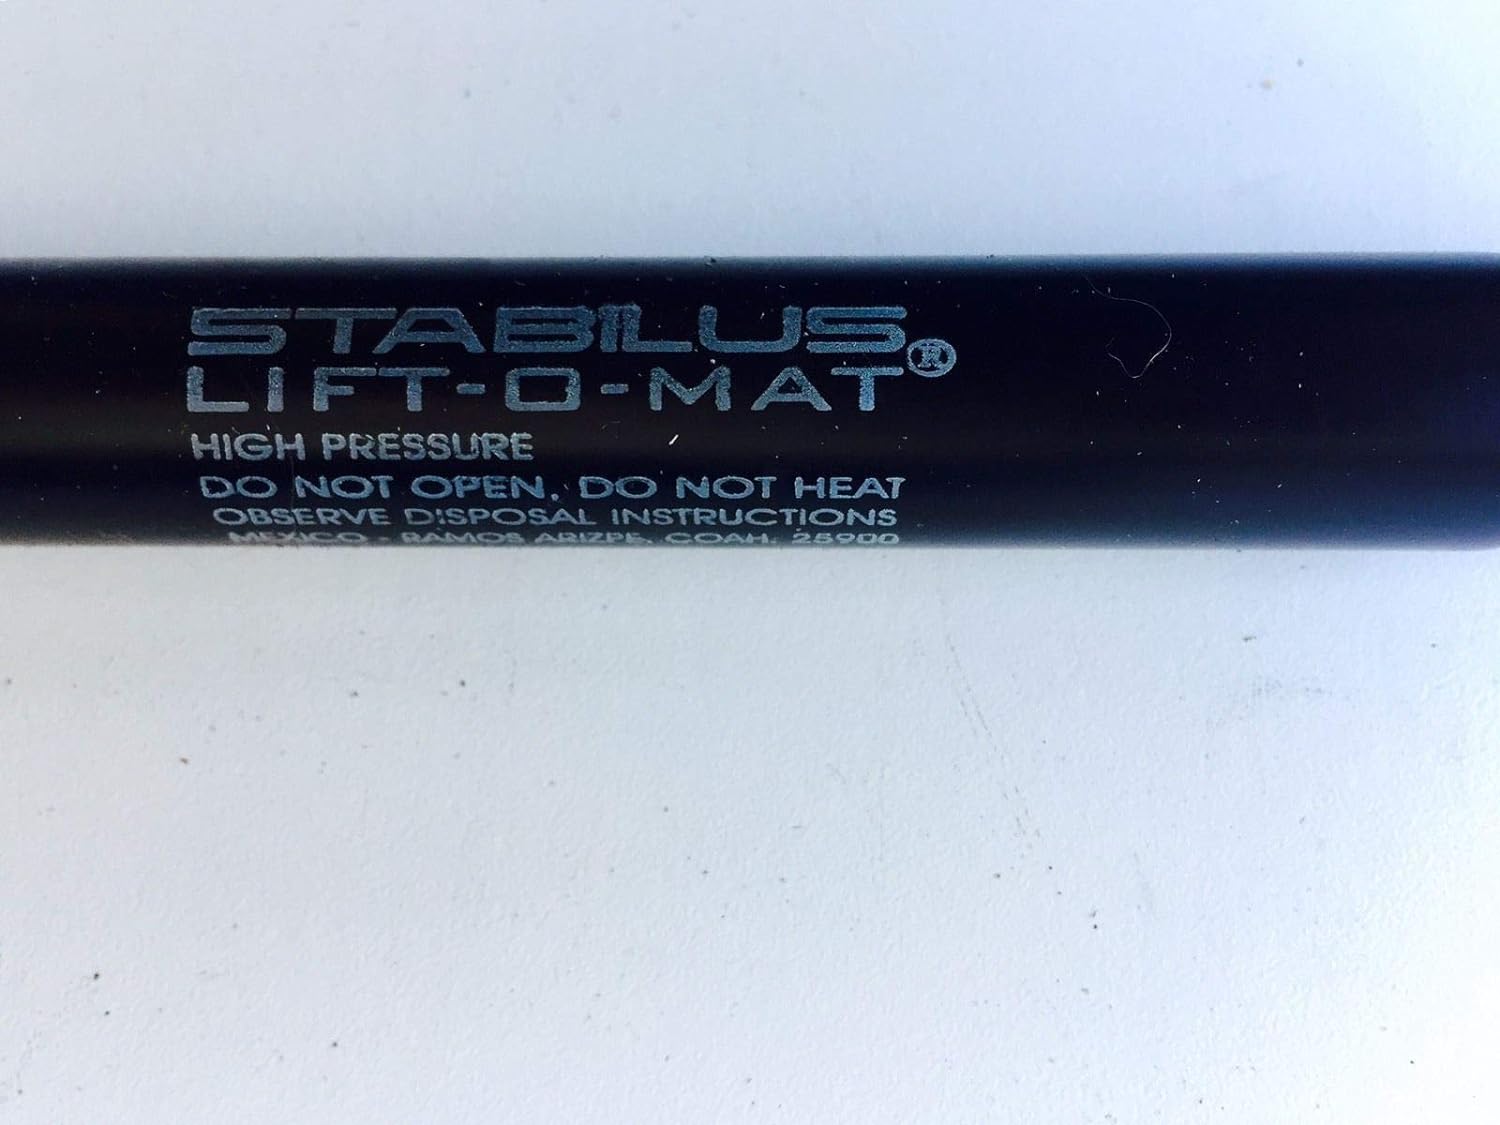 STABILUS
LIFT-O-MAT®
HIGH PRESSURE
DO NOT OPEN, DO NOT HEAT
OBSERVE DISPOSAL INSTRUCTIONS
MEXICO - RAMOS ARIZPE, COAH. 25900